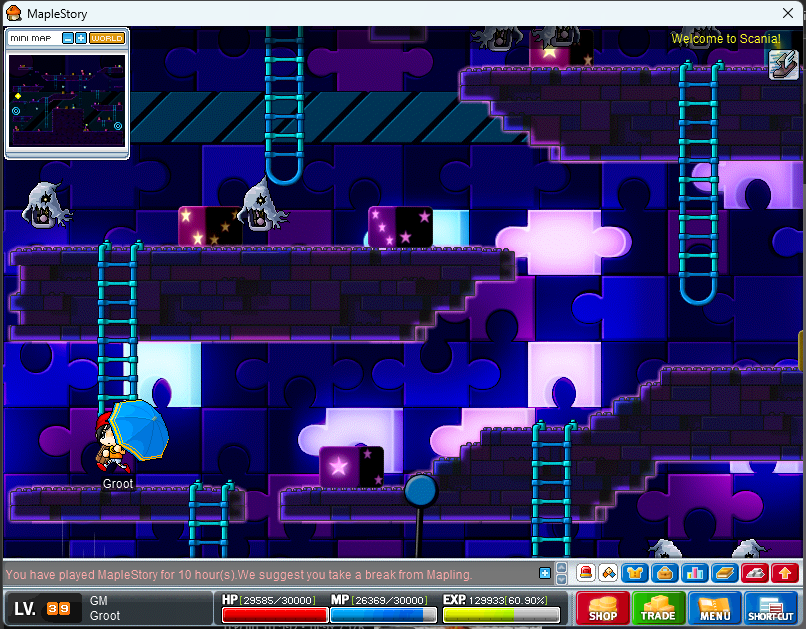 MapleStory
MINI MAP
WORLD
Welcome to Scania!
Groot
You have played MapleStory for 10 hour(s).We suggest you take a break from Mapling.
LV. 39
GM
Groot
HP [29585/30000]
MP [26369/30000]
EXP 129933[60.90%]
SHOP
TRADE
MENU
SHORTCUT